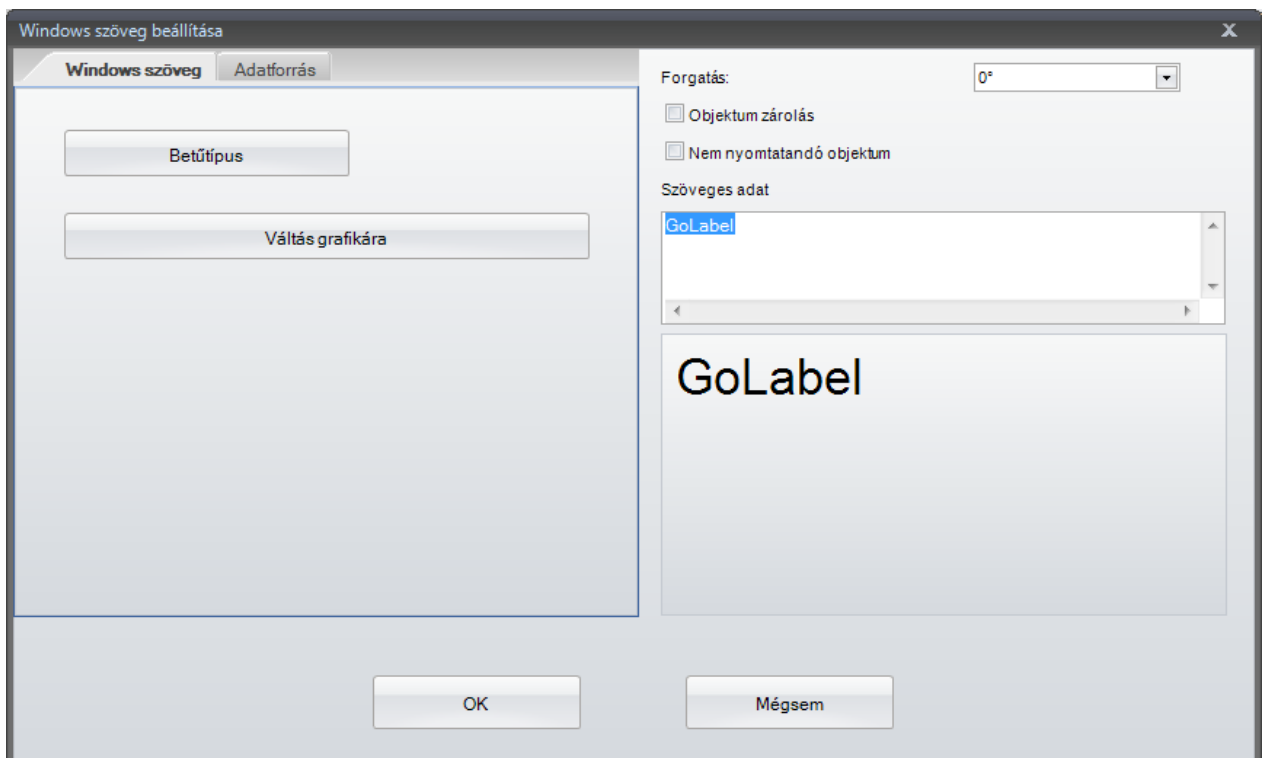 Windows szöveg beállítása
X
Windows szöveg
Adatforrás
Betűtípus
Váltás grafikára
Forgatás:
0°
Objektum zárolás
Nem nyomtatandó objektum
Szöveges adat
GoLabel
GoLabel
OK
Mégsem